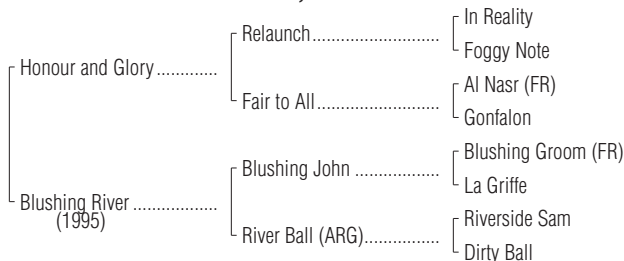 In Reality
Relaunch
Foggy Note
Honour and Glory
Al Nasr (FR)
Fair to All
Gonfalon
Blushing Groom (FR)
Blushing John
La Griffe
Blushing River
(1995)
Riverside Sam
River Ball (ARG)
Dirty Ball